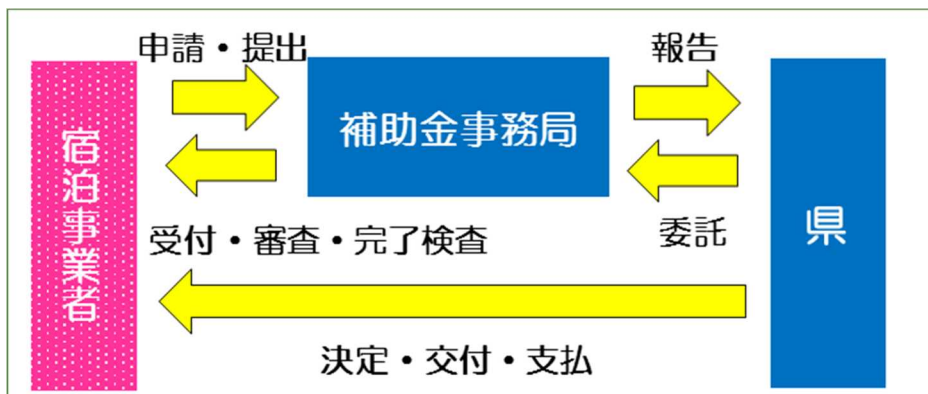 申請・提出
報告
宿泊事業者
補助金事務局
県
受付・審査・完了検査
委託
決定・交付・支払